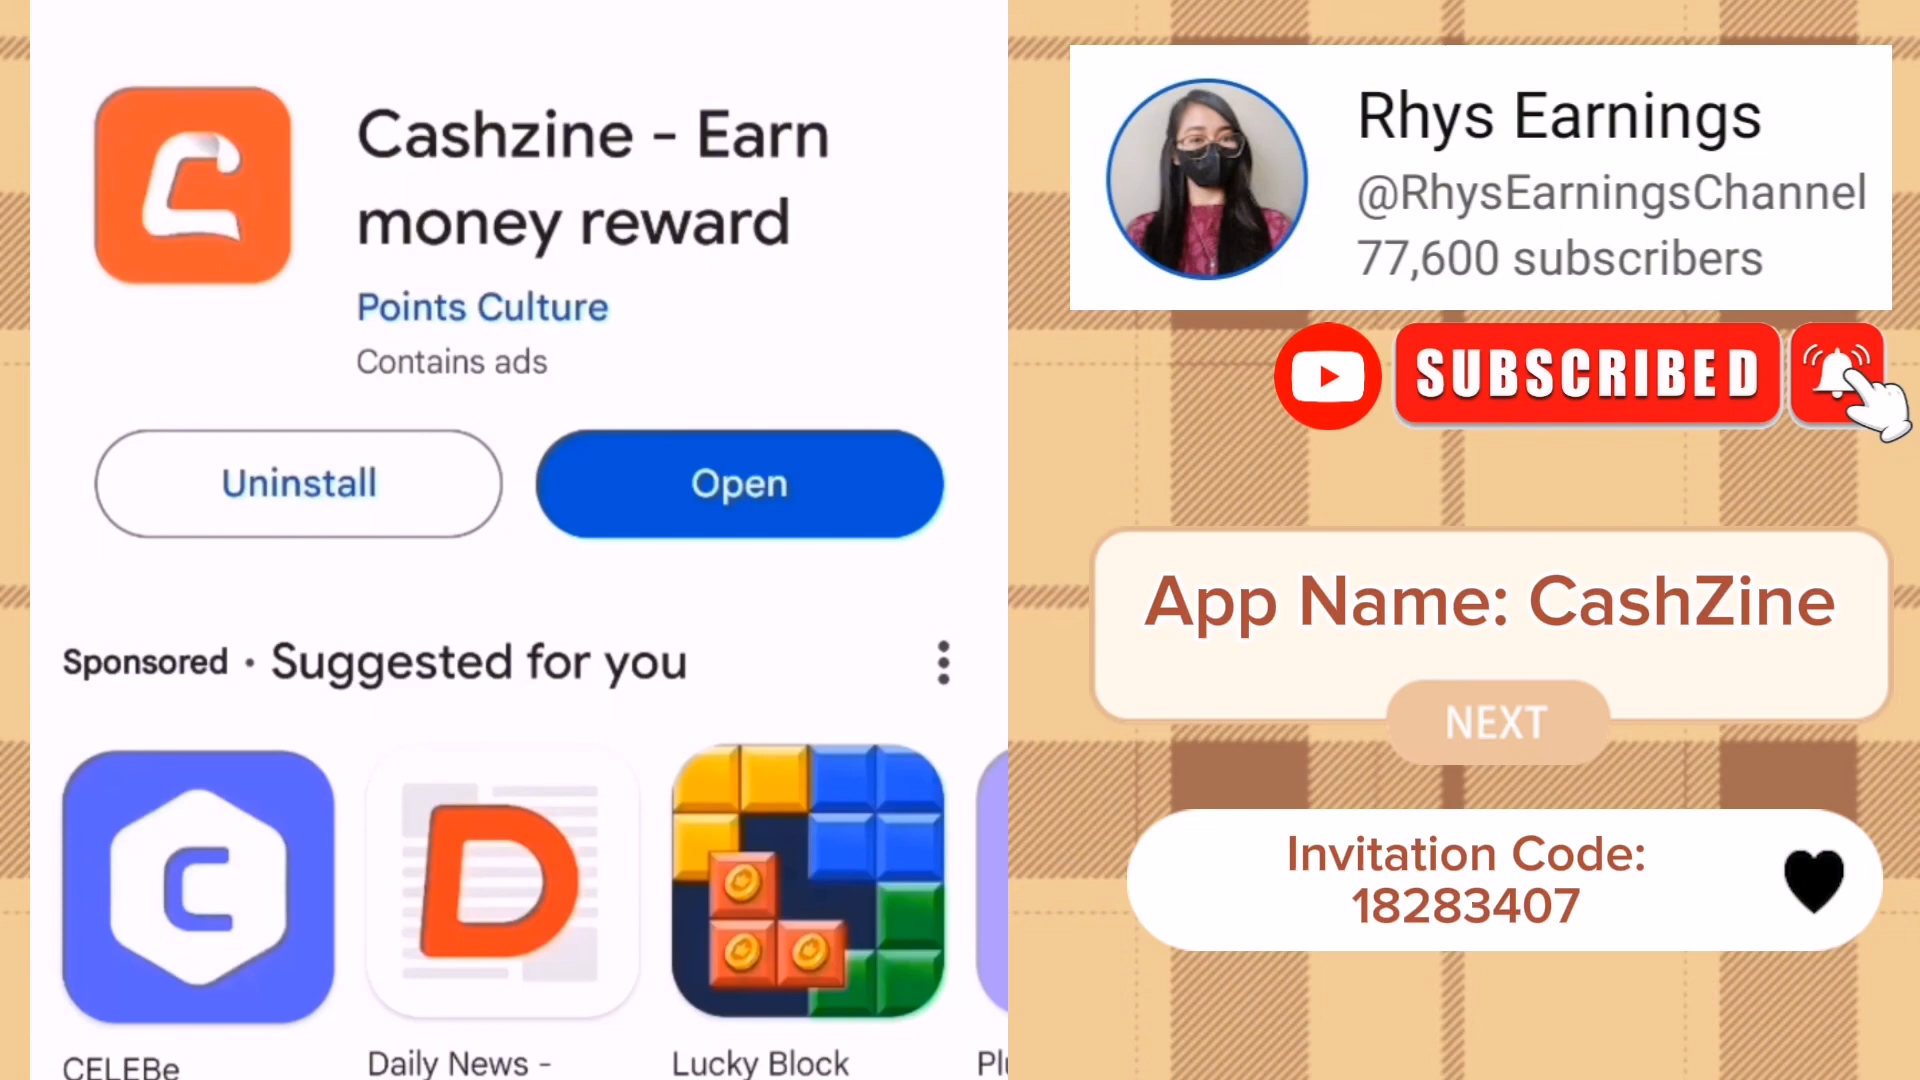 Cashzine - Earn
money reward
Points Culture
Contains ads
Uninstall
Open
Sponsored • Suggested for you
CELEBe
Daily News -
Lucky Block
Rhys Earnings
@RhysEarningsChannel
77,600 subscribers
SUBSCRIBED
App Name: CashZine
NEXT
Invitation Code:
18283407